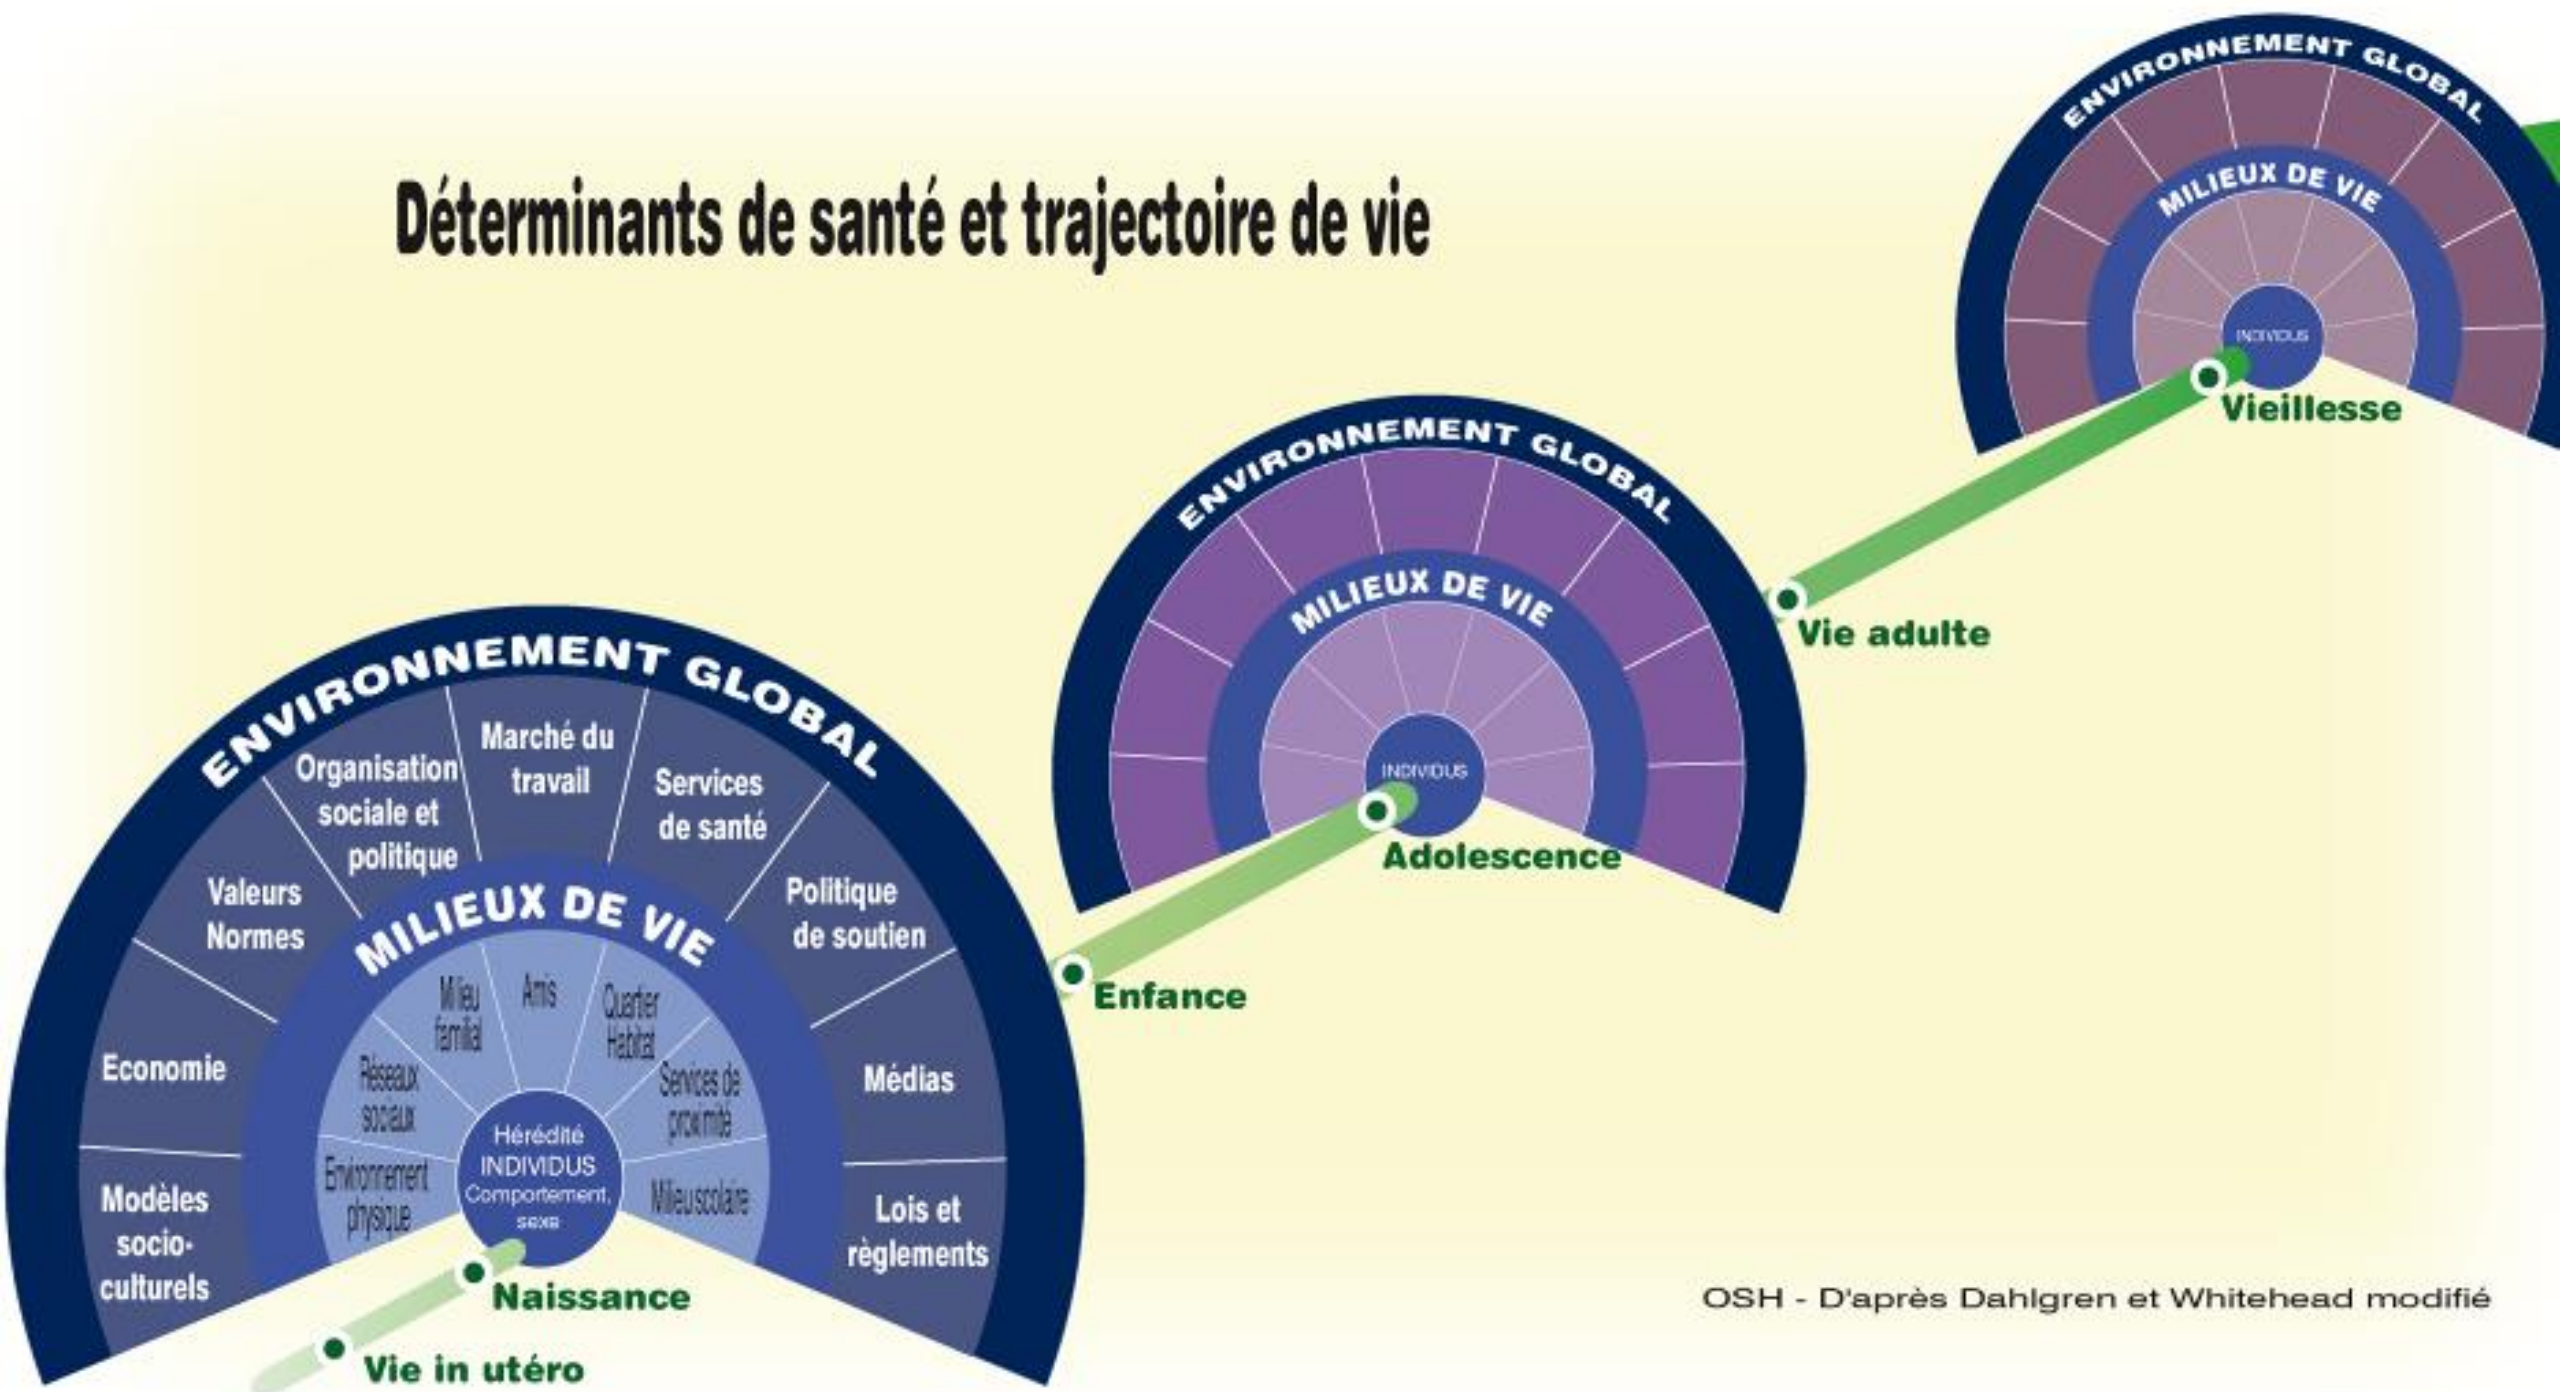 Déterminants de santé et trajectoire de vie
ENVIRONNEMENT GLOBAL
MILIEUX DE VIE
INDIVIDUS
Vieillesse
ENVIRONNEMENT GLOBAL
MILIEUX DE VIE
INDIVIDUS
Adolescence
Vie adulte
ENVIRONNEMENT GLOBAL
Modèles
socio-
culturels
Economie
Valeurs
Normes
Organisation
sociale et
politique
Marché du
travail
Services
de santé
Politique
de soutien
Médias
Lois et
règlements
MILIEUX DE VIE
Environnement
physique
Réseaux
sociaux
Milieu
familial
Amis
Quartier
Habitat
Services de
proximité
Milieu scolaire
Hérédité
INDIVIDUS
Comportement,
sexe
Enfance
Naissance
Vie in utéro
OSH - D'après Dahlgren et Whitehead modifié